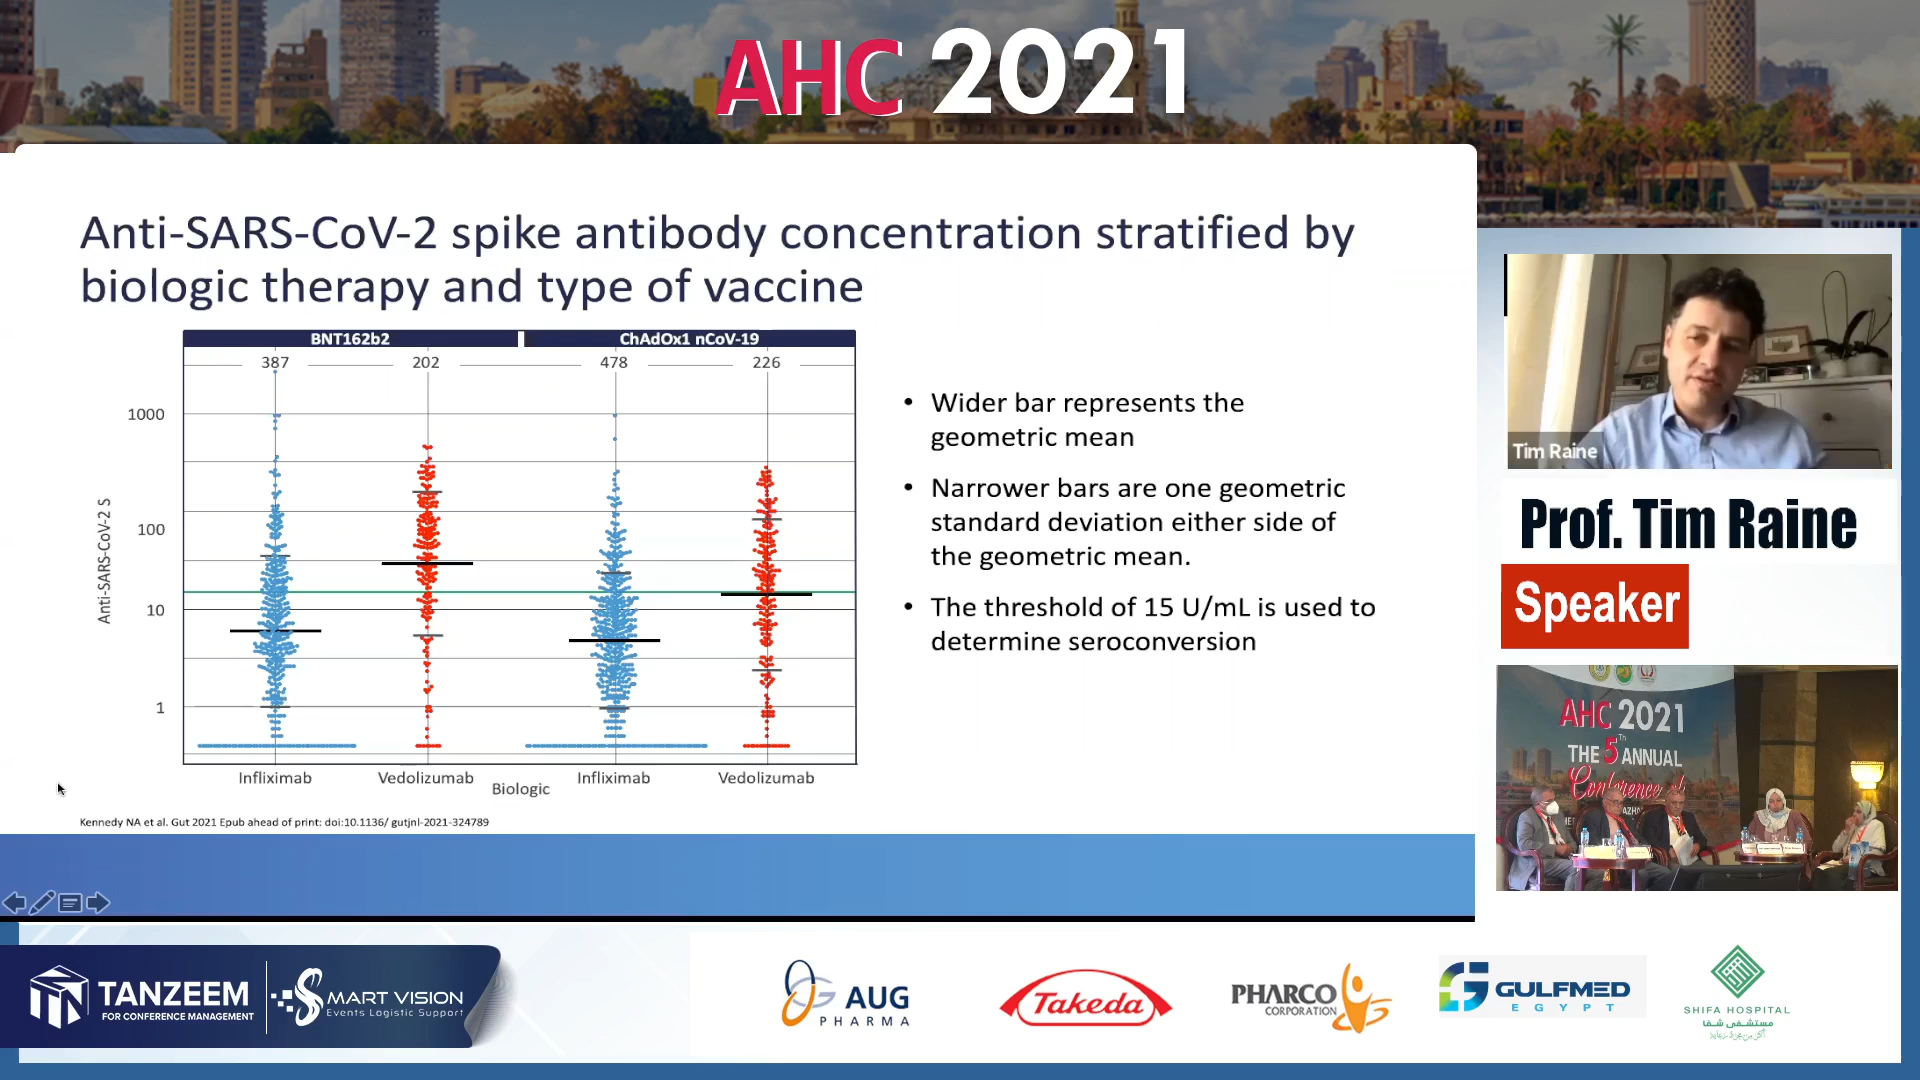 AHC 2021
Anti-SARS-CoV-2 spike antibody concentration stratified by
biologic therapy and type of vaccine
BNT162b2
ChAdOx1 nCoV-19
387
202
478
226
1000
100
10
1
Anti-SARS-CoV-2 S
Infliximab
Vedolizumab
Infliximab
Vedolizumab
Biologic
• Wider bar represents the
geometric mean
• Narrower bars are one geometric
standard deviation either side of
the geometric mean.
• The threshold of 15 U/mL is used to
determine seroconversion
Kennedy NA et al. Gut 2021 Epub ahead of print: doi:10.1136/ gutjnl-2021-324789
Tim Raine
Prof. Tim Raine
Speaker
AHC 2021
THE 5Th ANNUAL
Conference
TANZEEM
FOR CONFERENCE MANAGEMENT
SMART VISION
Events Logistic Support
AUG
PHARMA
Takeda
PHARCO
CORPORATION
GULFMED
EGYPT
SHIFA HOSPITAL
مستشفى شفا